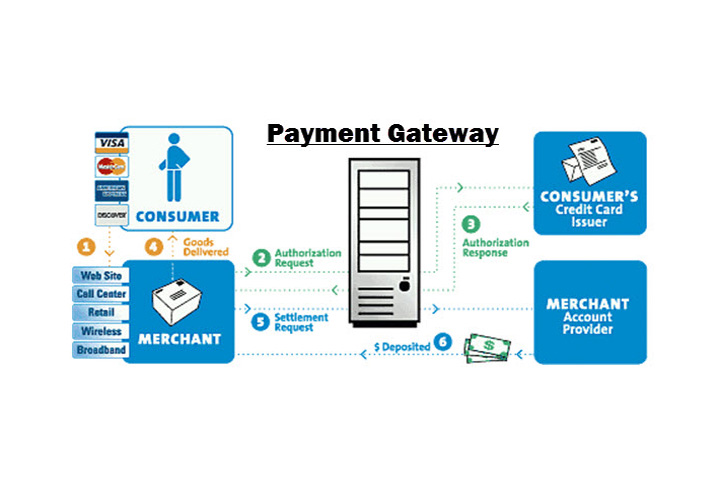 Payment Gateway
VISA
MasterCard
AMERICAN EXPRESS
DISCOVER
CONSUMER
1
4 Goods
Delivered
Web Site
Call Center
Retail
Wireless
Broadband
MERCHANT
2 Authorization
Request
3
Authorization
Response
5 Settlement
Request
$ Deposited 6
$
CONSUMER'S
Credit Card
Issuer
MERCHANT
Account
Provider